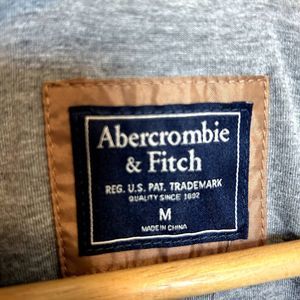 Abercrombie
& Fitch
REG. U.S. PAT. TRADEMARK
QUALITY SINCE 1892
M
MADE IN CHINA